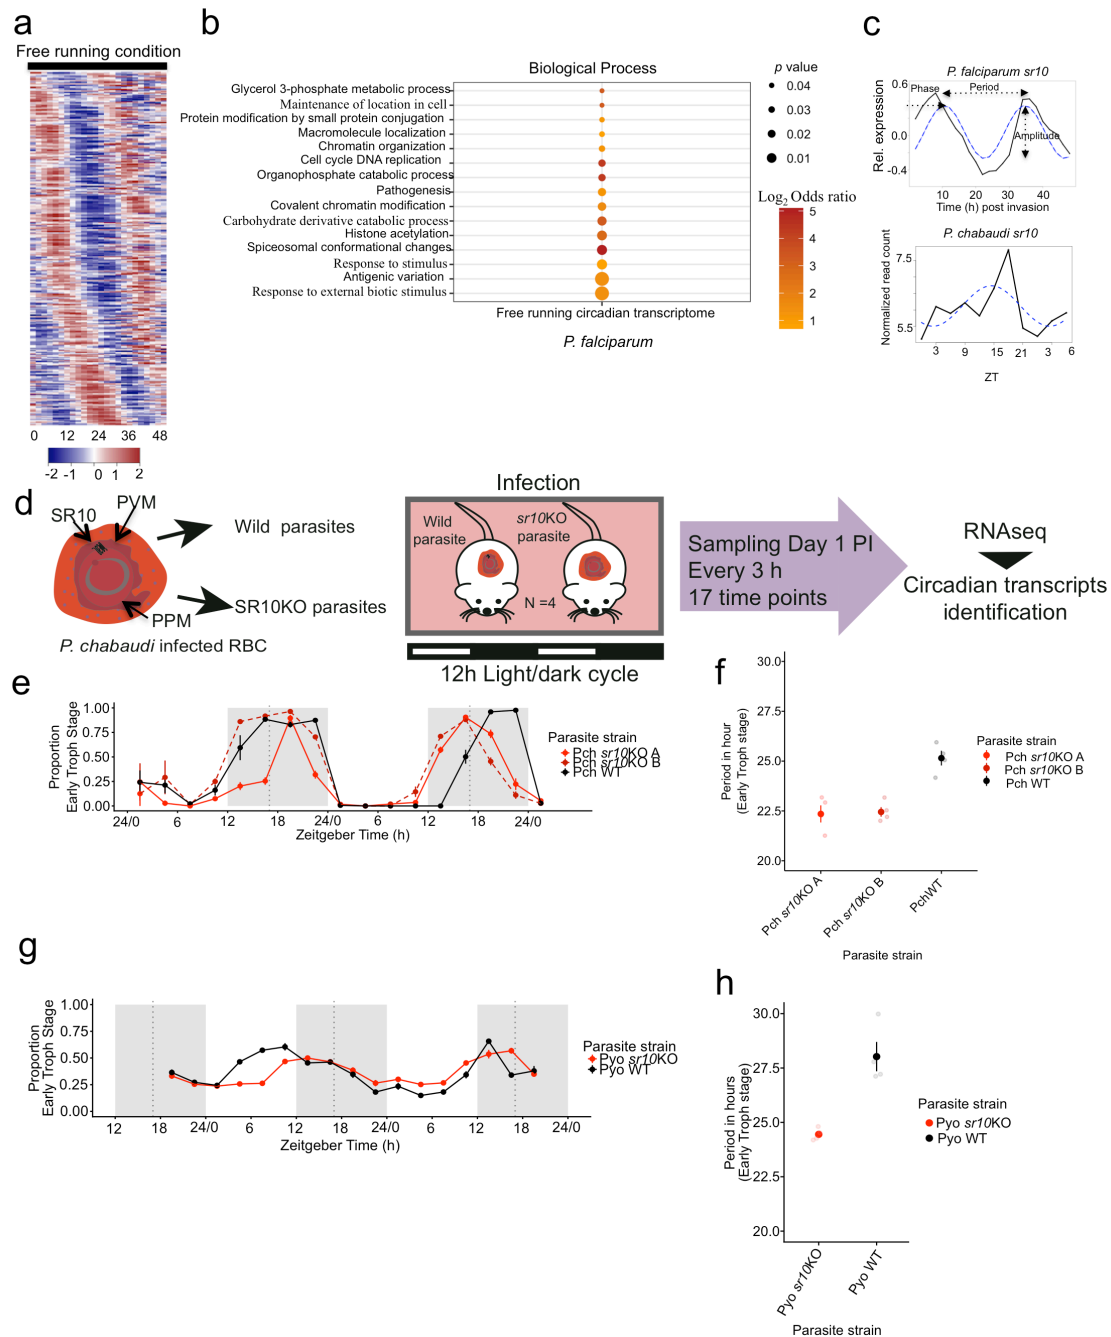 a
Free running condition
0 12 24 36 48
-2 -1 0 1 2
b
Biological Process
Glycerol 3-phosphate metabolic process
Maintenance of location in cell
Protein modification by small protein conjugation
Macromolecule localization
Chromatin organization
Cell cycle DNA replication
Organophosphate catabolic process
Pathogenesis
Covalent chromatin modification
Carbohydrate derivative catabolic process
Histone acetylation
Spiceosomal conformational changes
Response to stimulus
Antigenic variation
Response to external biotic stimulus
Free running circadian transcriptome
P. falciparum
p value
0.04
0.03
0.02
0.01
Log2 Odds ratio
5
4
3
2
1
c
P. falciparum sr10
Rel. expression
0.6
0.0
-0.4
Phase
Period
Amplitude
10 20 30 40
Time (h) post invasion
P. chabaudi sr10
Normalized read count
7.5
5.5
3 9 15 21 3 6
ZT
d
SR10
PVM
PPM
P. chabaudi infected RBC
Wild parasites
SR10KO parasites
Infection
Wild
parasite
sr10KO
parasite
N =4
12h Light/dark cycle
Sampling Day 1 PI
Every 3 h
17 time points
RNAseq
Circadian transcripts
identification
e
Proportion
Early Troph Stage
1.00
0.75
0.50
0.25
0.00
24/0 6 12 18 24/0 6 12 18 24/0
Zeitgeber Time (h)
Parasite strain
Pch sr10KO A
Pch sr10KO B
Pch WT
f
Period in hour
(Early Troph stage)
30.0
27.5
25.0
22.5
20.0
Pch sr10KO A
Pch sr10KO B
PchWT
Parasite strain
Parasite strain
Pch sr10KO A
Pch sr10KO B
Pch WT
g
Proportion
Early Troph Stage
1.00
0.75
0.50
0.25
0.00
12 18 24/0 6 12 18 24/0 6 12 18 24/0
Zeitgeber Time (h)
Parasite strain
Pyo sr10KO
Pyo WT
h
Period in hours
(Early Troph stage)
30.0
27.5
25.0
22.5
20.0
Pyo sr10KO
Pyo WT
Parasite strain
Parasite strain
Pyo sr10KO
Pyo WT